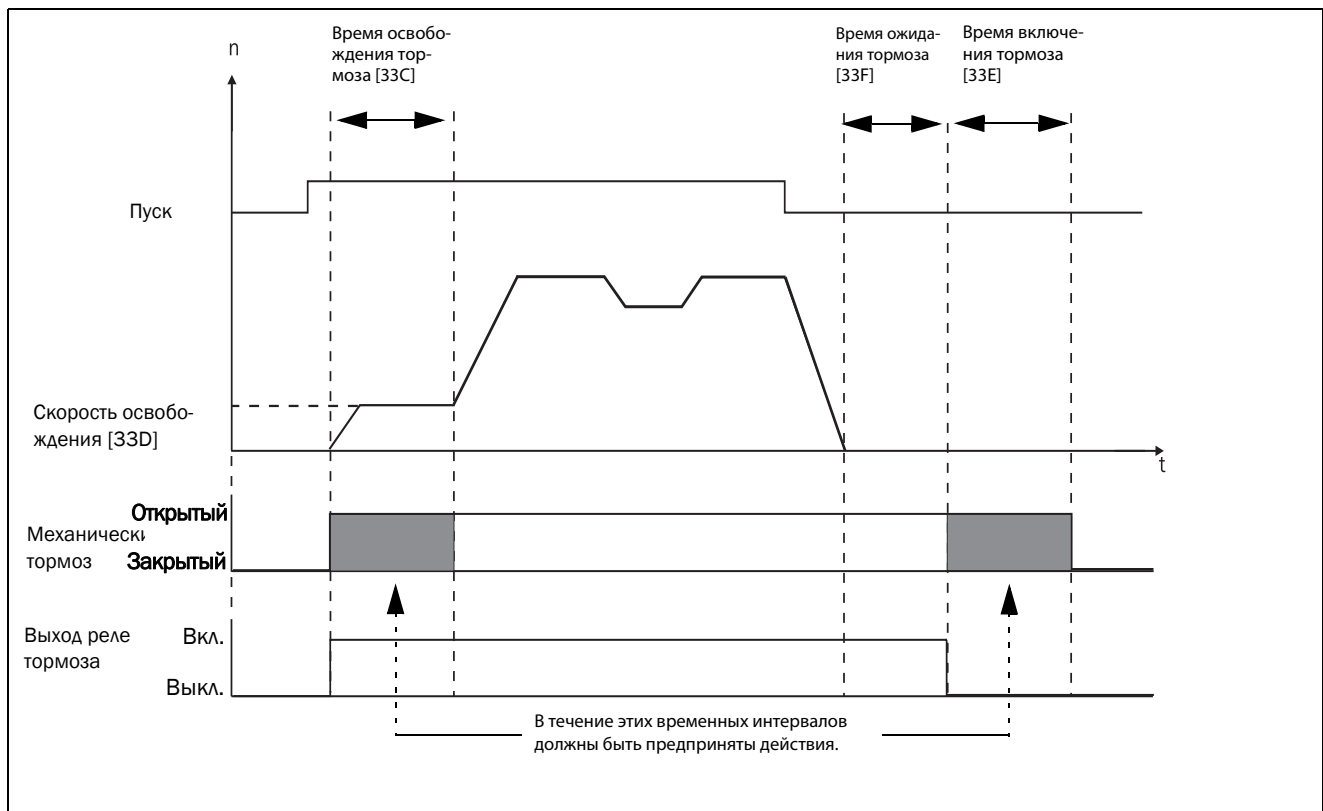 n
Время освобо-
ждения тор-
моза [33C]
Время ожида-
ния тормоза
[33F]
Время включе-
ния тормоза
[33E]
Пуск
Скорость освобо-
ждения [33D]
t
Механически
тормоз
Открытый
Закрытый
Выход реле
тормоза
Вкл.
Выкл.
В течение этих временных интервалов
должны быть предприняты действия.